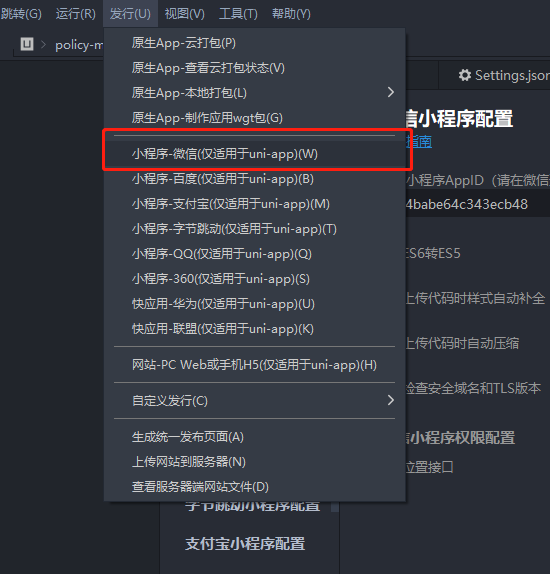 跳转(G) 运行(R) 发行(U) 视图(V) 工具(T) 帮助(Y)
U policy-m
原生App-云打包(P)
原生App-查看云打包状态(V)
原生App-本地打包(L)
原生App-制作应用wgt包(G)
小程序-微信(仅适用于uni-app)(W)
小程序-百度(仅适用于uni-app)(B)
小程序-支付宝(仅适用于uni-app)(M)
小程序-字节跳动(仅适用于uni-app)(T)
小程序-QQ(仅适用于uni-app)(Q)
小程序-360(仅适用于uni-app)(S)
快应用-华为(仅适用于uni-app)(U)
快应用-联盟(仅适用于uni-app)(K)
网站-PC Web或手机H5(仅适用于uni-app)(H)
自定义发行(C)
生成统一发布页面(A)
上传网站到服务器(N)
查看服务器端网站文件(D)
Settings.json
信小程序配置
指南
小程序AppID（请在微信
4babe64c343ecb48
ES6转ES5
上传代码时样式自动补全
上传代码时自动压缩
检查安全域名和TLS版本
信小程序权限配置
位置接口
字节跳动小程序配置
支付宝小程序配置